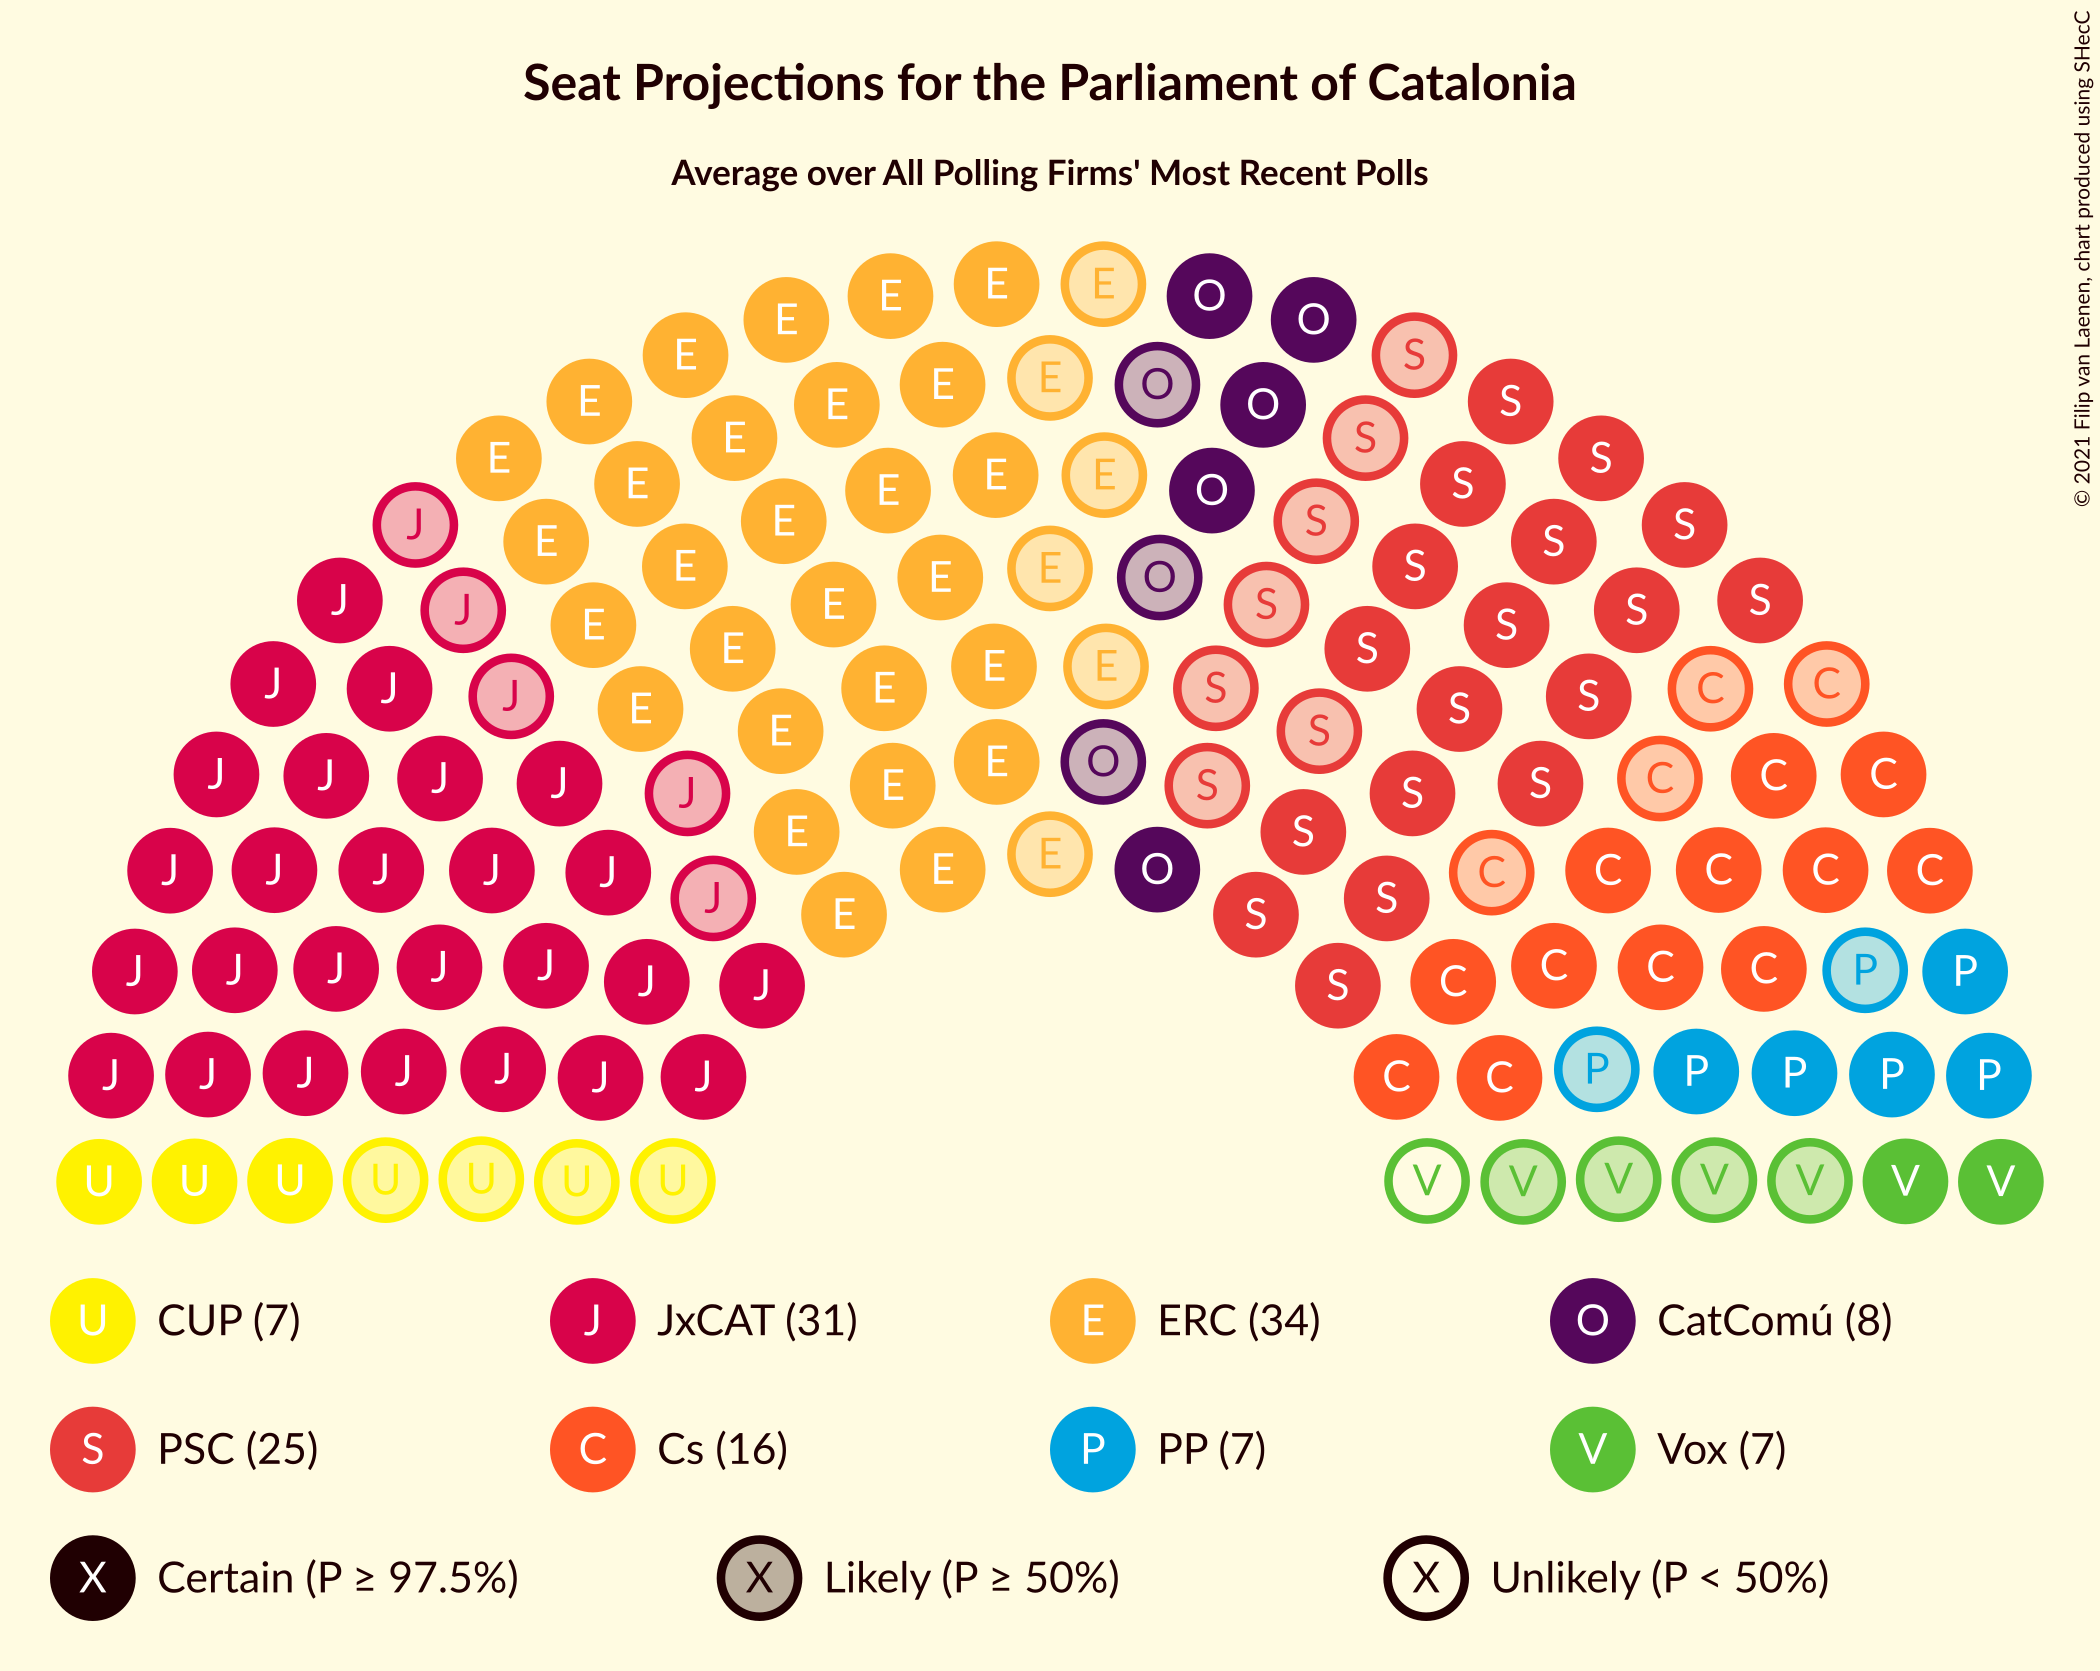 © 2021 Filip van Laenen, chart produced using SHecC
Seat Projections for the Parliament of Catalonia
Average over All Polling Firms' Most Recent Polls
E E E E O O
E E S S
E E O O
E E S S
E E E O S S
J E E E E S S S
E E O S
J J E E E S S S S
E E S S
J J J E E E E E S S S S C C
J J J J J E E E O S S S S C C C
J J J J J J E E E O S S C C C C C
J J J J J J J S C C C C P P
J J J J J J J C C P P P P P
U U U U U U U V V V V V V V
U CUP (7) J JxCAT (31) E ERC (34) O CatComú (8)
S PSC (25) C Cs (16) P PP (7) V Vox (7)
X Certain (P ≥ 97.5%) X Likely (P ≥ 50%) X Unlikely (P < 50%)